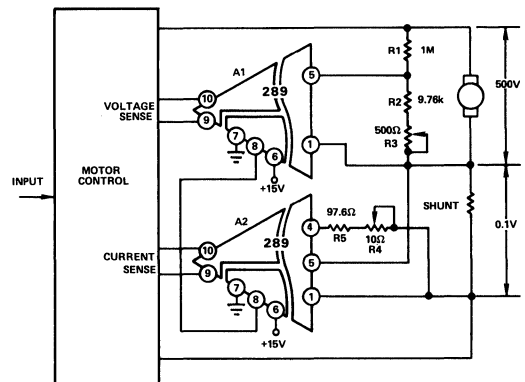 R1
1M
A1
5
10
289
R2
9.76k
500V
VOLTAGE
SENSE
9
500Ω
R3
7
8
6
1
+15V
INPUT
MOTOR
CONTROL
SHUNT
A2
97.6Ω
4
R5
10Ω
R4
0.1V
10
289
CURRENT
SENSE
9
5
7
8
6
1
+15V